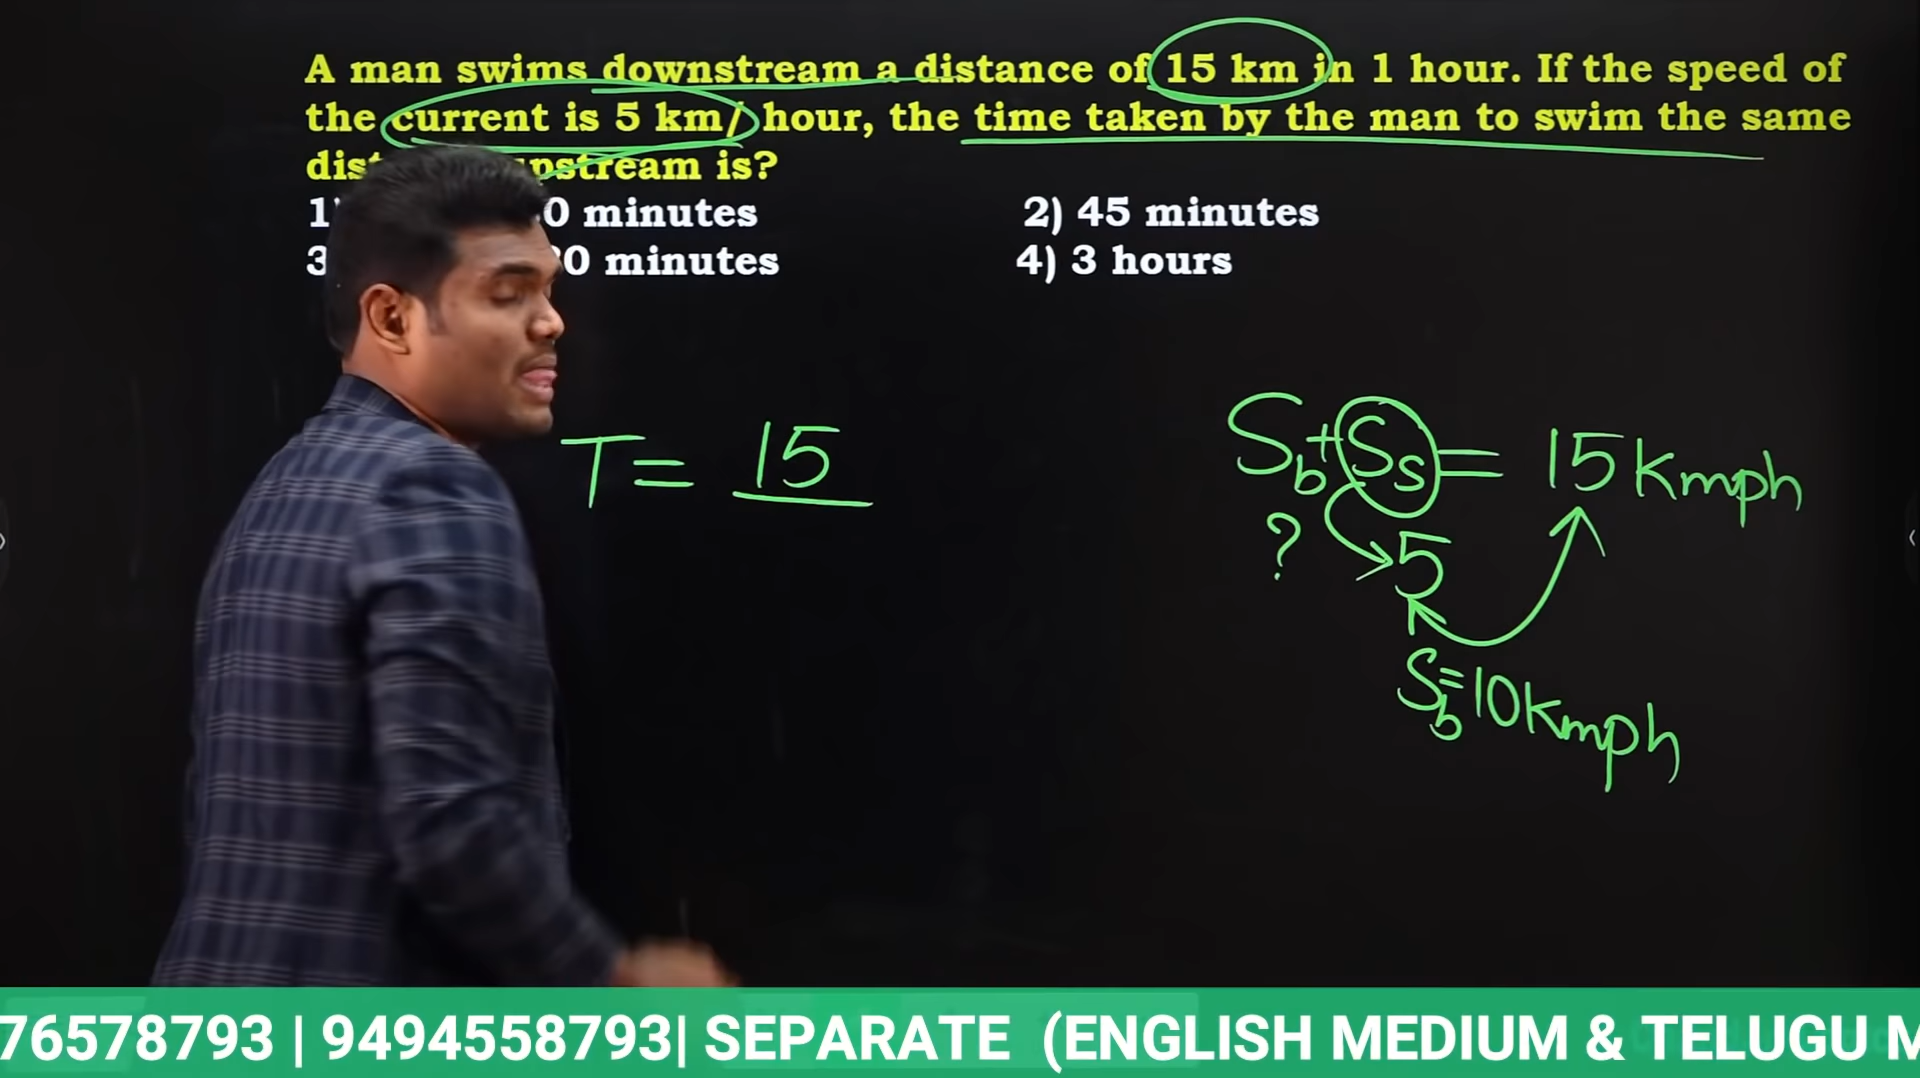 A man swims downstream a distance of 15 km in 1 hour. If the speed of
the current is 5 km/ hour, the time taken by the man to swim the same
upstream is?
0 minutes
2) 45 minutes
3
0 minutes
4) 3 hours
T = 15
Sb + Ss = 15 Kmph
?
5
Sb = 10 Kmph
76578793 | 9494558793| SEPARATE (ENGLISH MEDIUM & TELUGU M